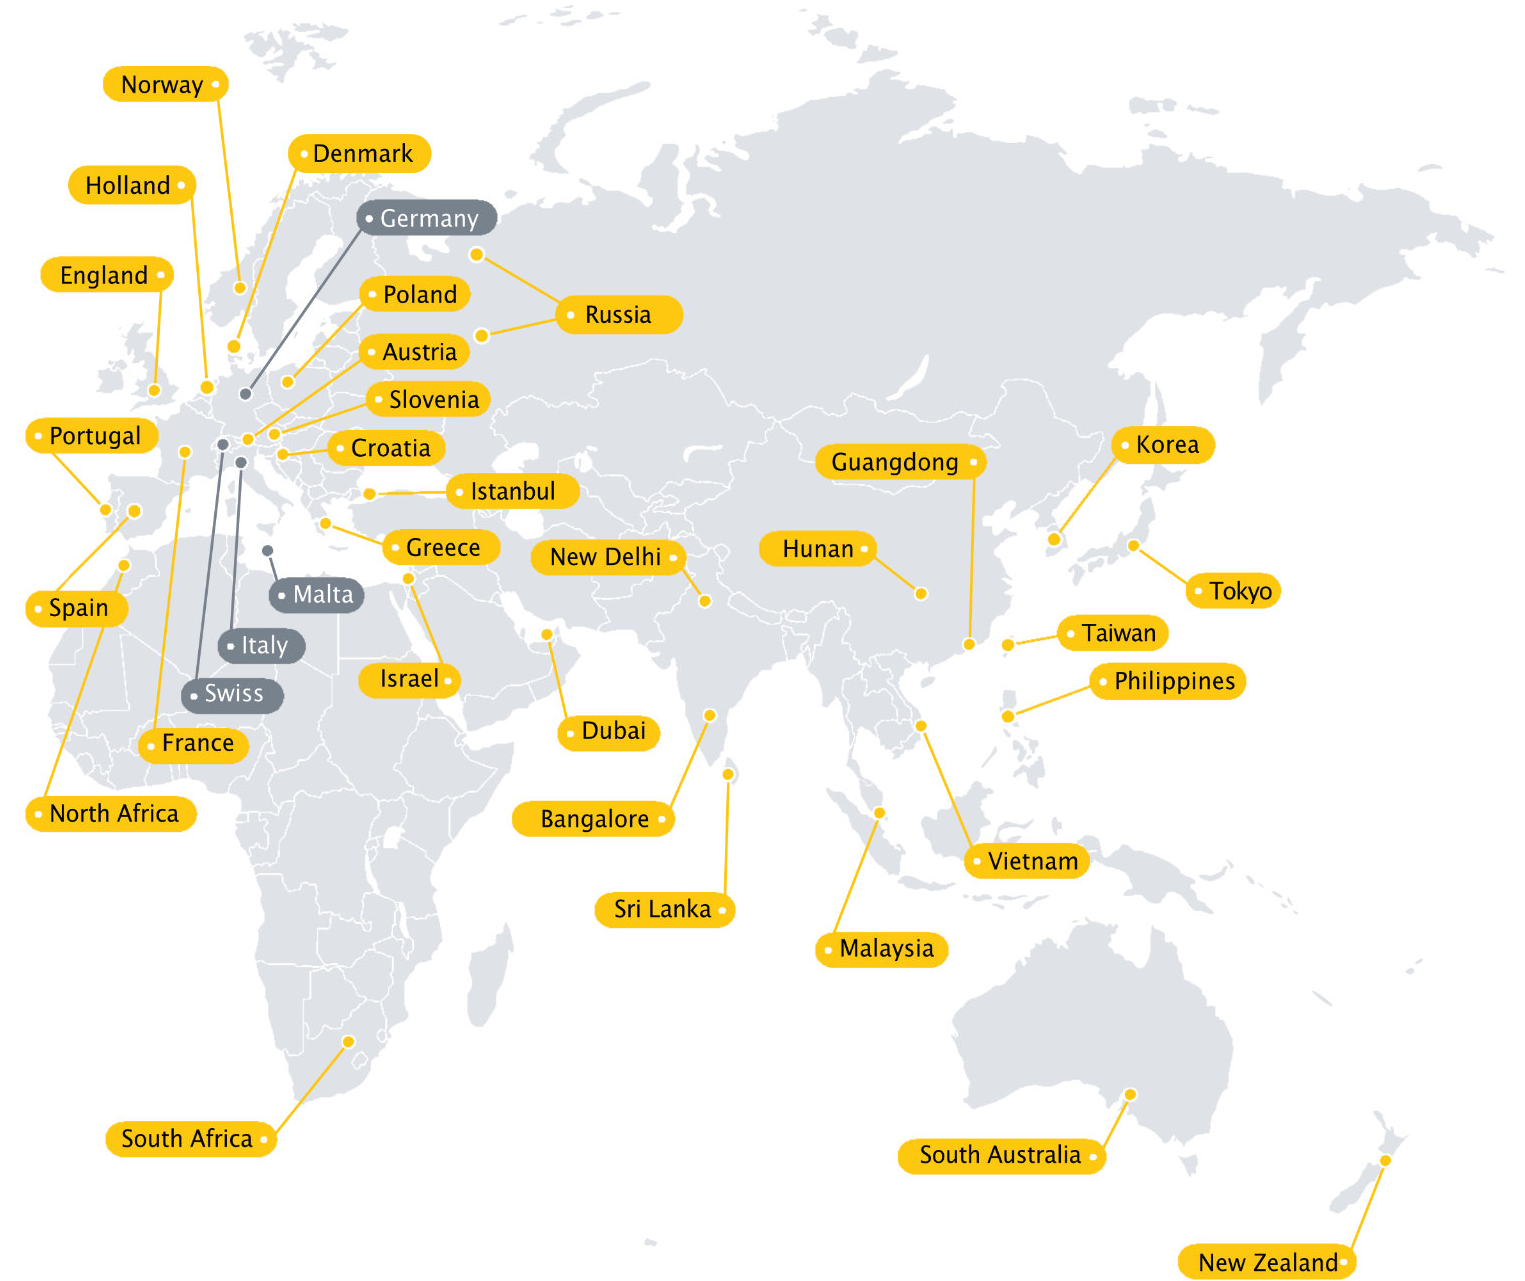 Norway
Denmark
Holland
Germany
England
Poland
Russia
Austria
Slovenia
Portugal
Croatia
Korea
Guangdong
Istanbul
Greece
New Delhi
Hunan
Tokyo
Malta
Spain
Taiwan
Italy
Israel
Philippines
Swiss
Dubai
France
North Africa
Bangalore
Vietnam
Sri Lanka
Malaysia
South Africa
South Australia
New Zealand